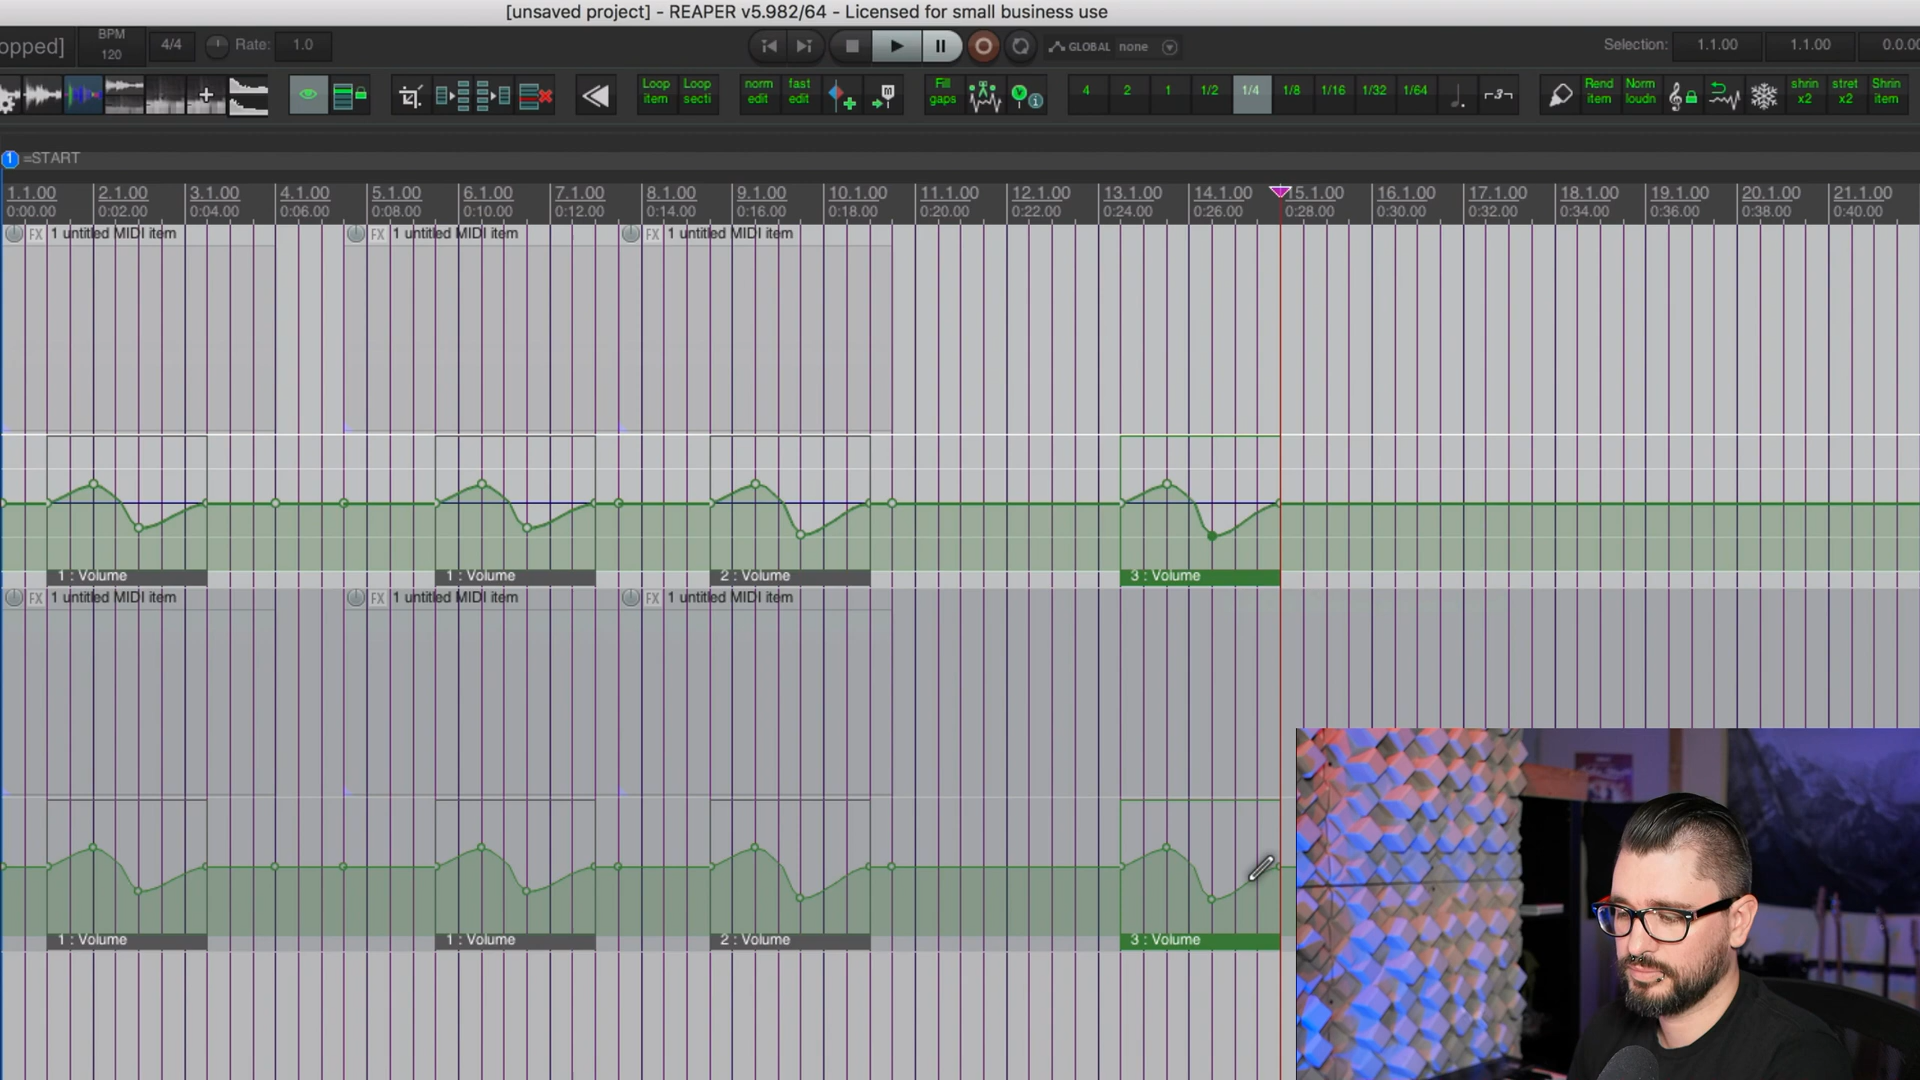 [unsaved project] - REAPER v5.982/64 - Licensed for small business use
opped]
BPM
120
4/4
Rate:
1.0
GLOBAL none
Selection:
1.1.00
1.1.00
0.0.00
Loop item
Loop secti
norm edit
fast edit
Fill gaps
4
2
1
1/2
1/4
1/8
1/16
1/32
1/64
-3-
Rend item
Norm loudn
shrin x2
stret x2
Shrin item
1 =START
1.1.00 2.1.00 3.1.00 4.1.00 5.1.00 6.1.00 7.1.00 8.1.00 9.1.00 10.1.00 11.1.00 12.1.00 13.1.00 14.1.00 15.1.00 16.1.00 17.1.00 18.1.00 19.1.00 20.1.00 21.1.00
0:00.00 0:02.00 0:04.00 0:06.00 0:08.00 0:10.00 0:12.00 0:14.00 0:16.00 0:18.00 0:20.00 0:22.00 0:24.00 0:26.00 0:28.00 0:30.00 0:32.00 0:34.00 0:36.00 0:38.00 0:40.00
FX 1 untitled MIDI item
FX 1 untitled MIDI item
FX 1 untitled MIDI item
1 : Volume
1 : Volume
2 : Volume
3 : Volume
FX 1 untitled MIDI item
FX 1 untitled MIDI item
FX 1 untitled MIDI item
1 : Volume
1 : Volume
2 : Volume
3 : Volume